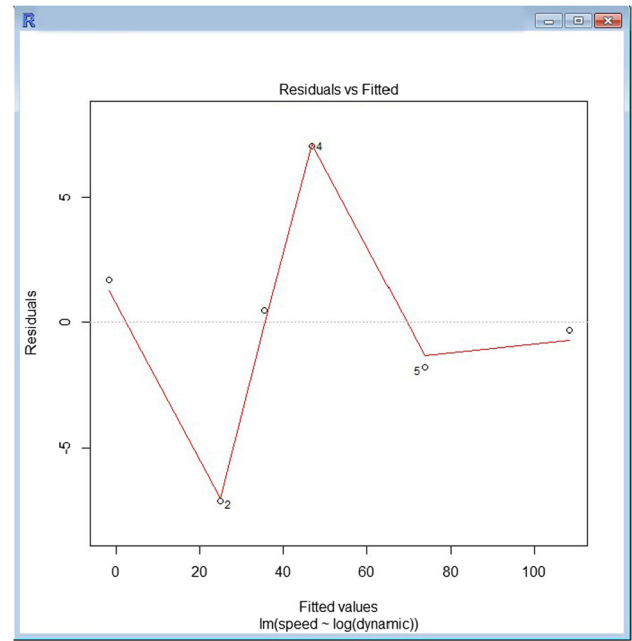 R
Residuals vs Fitted
Residuals
5
0
-5
4
2
5
0
20
40
60
80
100
Fitted values
lm(speed ~ log(dynamic))